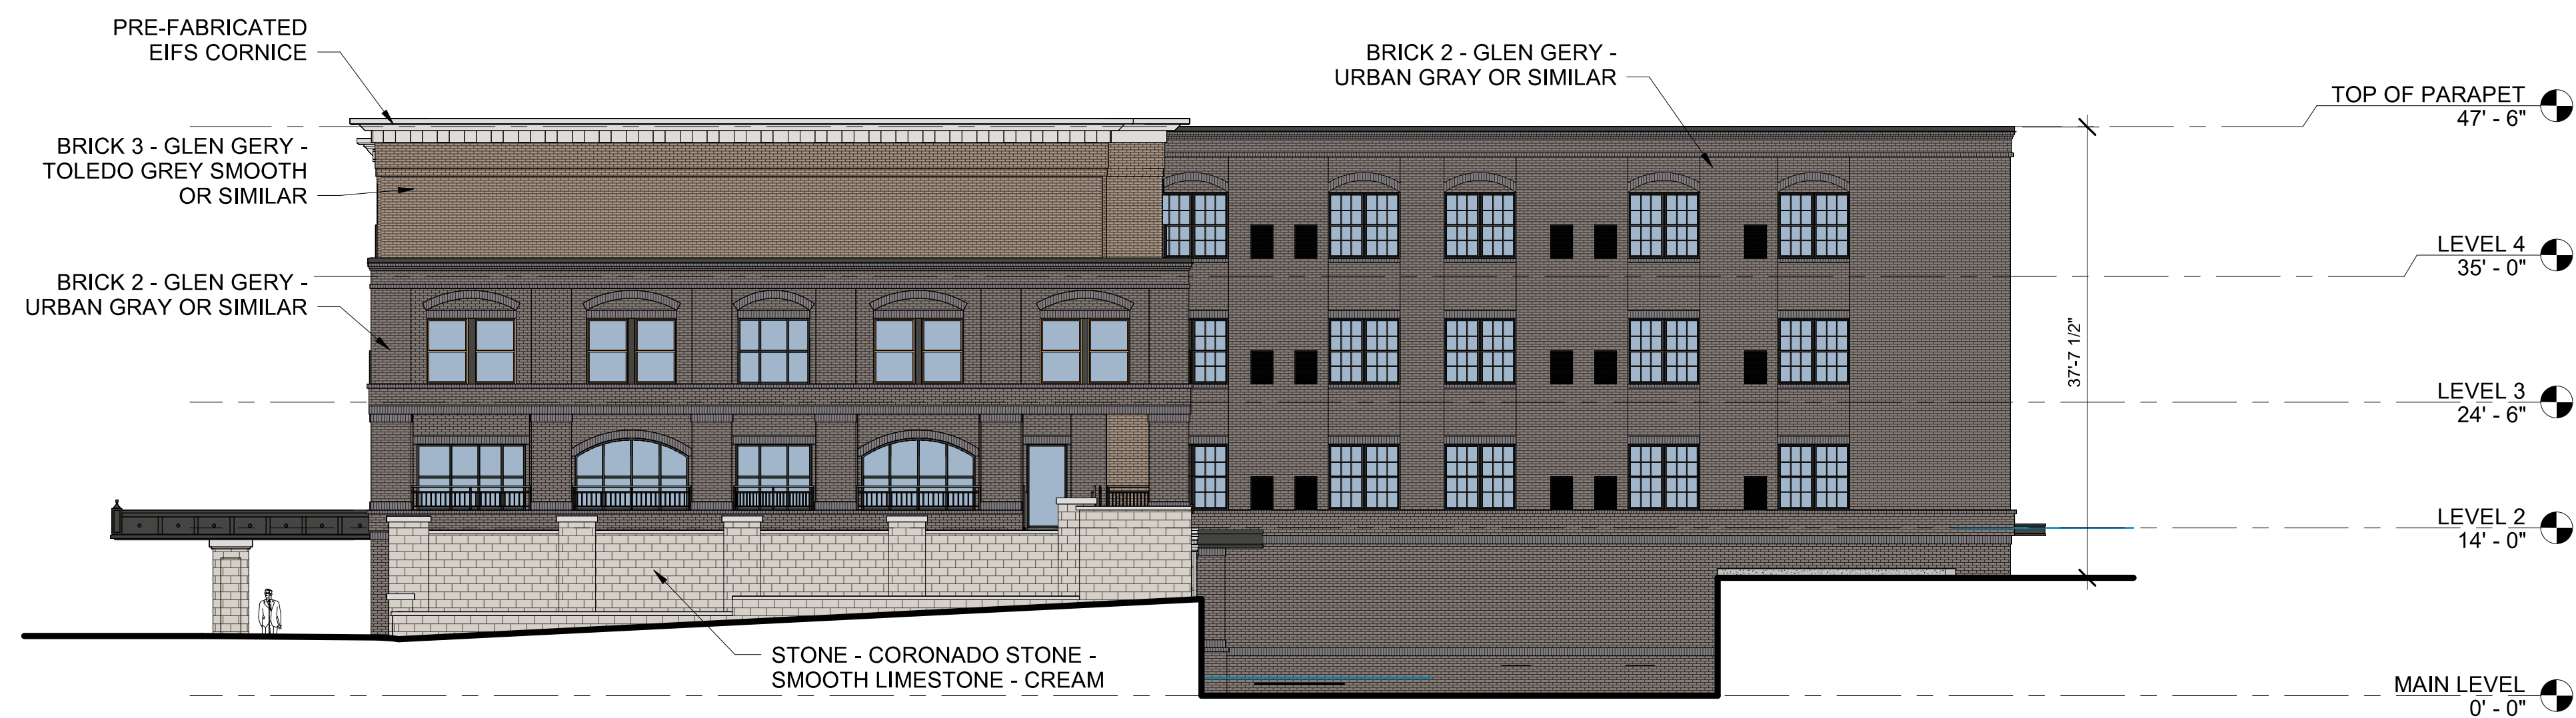 PRE-FABRICATED
EIFS CORNICE
BRICK 3 - GLEN GERY -
TOLEDO GREY SMOOTH
OR SIMILAR
BRICK 2 - GLEN GERY -
URBAN GRAY OR SIMILAR
STONE - CORONADO STONE -
SMOOTH LIMESTONE - CREAM
BRICK 2 - GLEN GERY -
URBAN GRAY OR SIMILAR
37'-7 1/2"
TOP OF PARAPET
47' - 6"
LEVEL 4
35' - 0"
LEVEL 3
24' - 6"
LEVEL 2
14' - 0"
MAIN LEVEL
0' - 0"